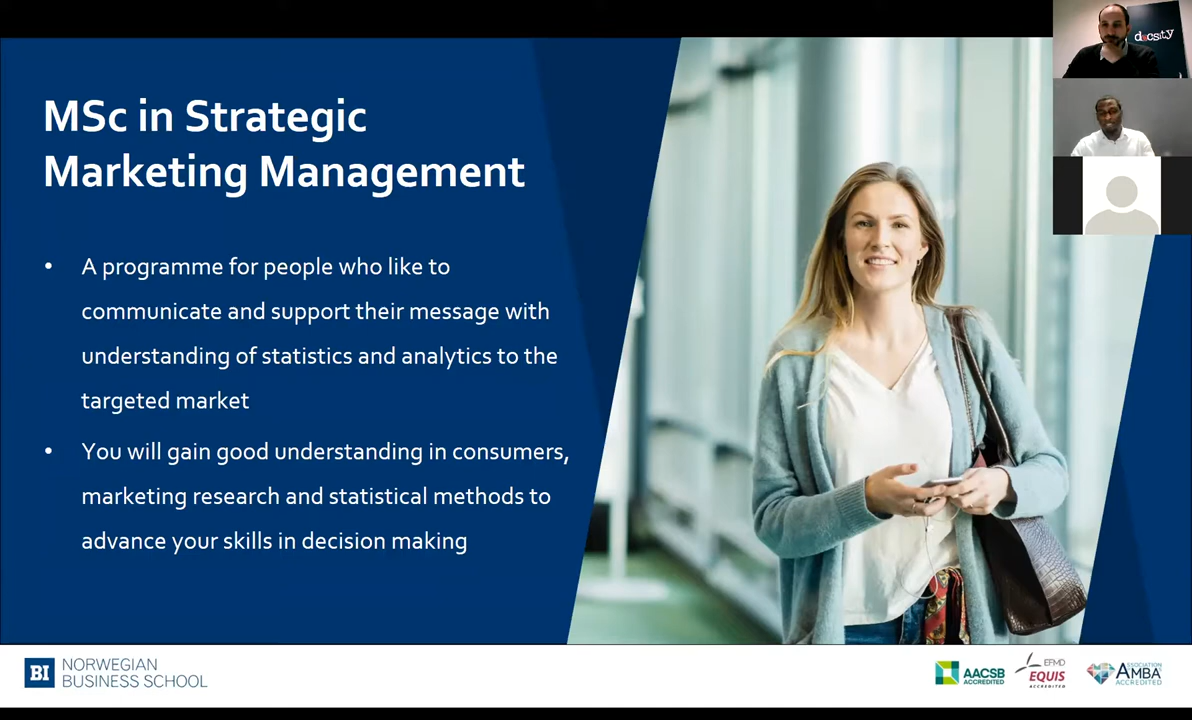 MSc in Strategic
Marketing Management
• A programme for people who like to
communicate and support their message with
understanding of statistics and analytics to the
targeted market
• You will gain good understanding in consumers,
marketing research and statistical methods to
advance your skills in decision making
docsity
BI NORWEGIAN
BUSINESS SCHOOL
AACSB
ACCREDITED
EFMD
EQUIS
ACCREDITED
ASSOCIATION
AMBA
ACCREDITED